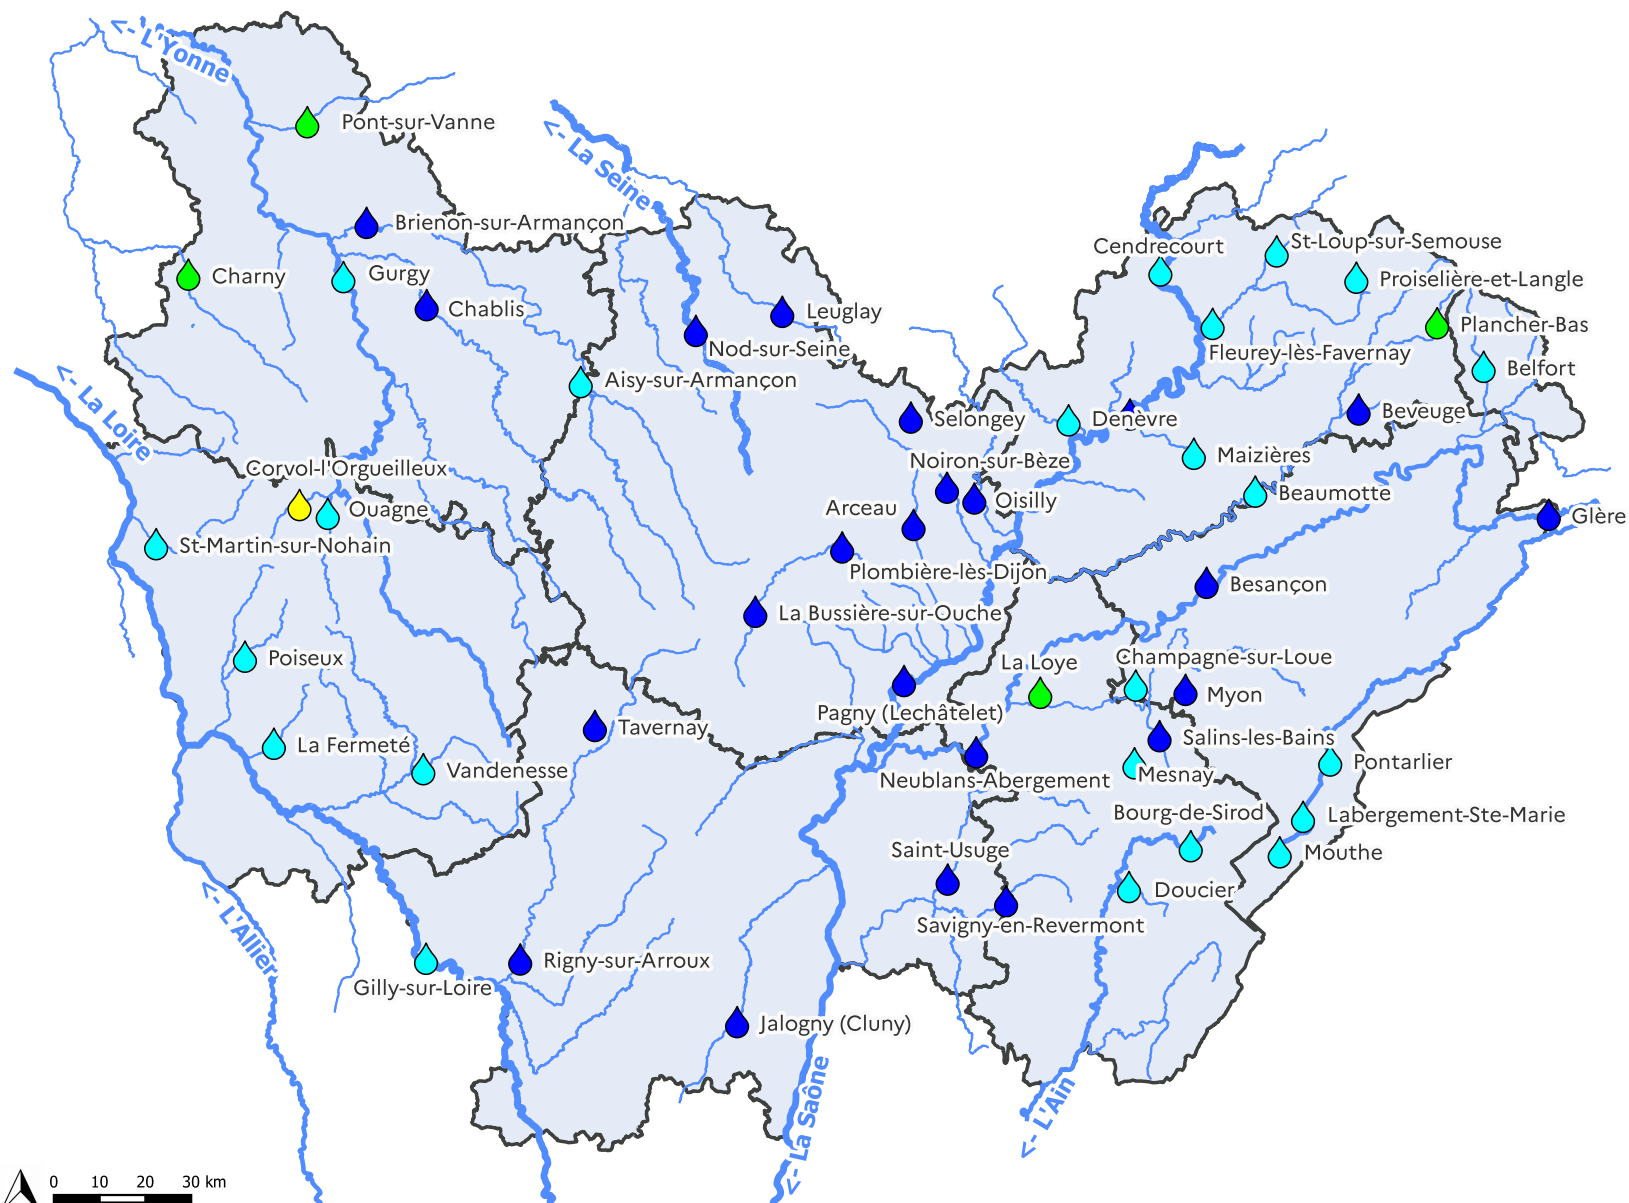 <- L'Yonne
Pont-sur-Vanne
<- La Seine
Brienon-sur-Armançon
Charny
Gurgy
Chablis
Leuglay
Nod-sur-Seine
Aisy-sur-Armançon
Cendrecourt
St-Loup-sur-Semouse
Proiselière-et-Langle
Plancher-Bas
Fleurey-lès-Favernay
Belfort
<- La Loire
Selongey
Denèvre
Beveuge
Corvol-l'Orgueilleux
Noiron-sur-Bèze
Maizières
Ouagne
Arceau
Oisilly
Beaumotte
Glère
St-Martin-sur-Nohain
Plombière-lès-Dijon
Besançon
La Bussière-sur-Ouche
Poiseux
La Loye
Champagne-sur-Loue
Myon
Pagny (Lechâtelet)
Tavernay
Salins-les-Bains
La Fermeté
Vandenesse
Neublans-Abergement
Mesnay
Pontarlier
Bourg-de-Sirod
Labergement-Ste-Marie
Saint-Usuge
Mouthe
Doucier
Savigny-en-Revermont
<- L'Allier
Rigny-sur-Arroux
Gilly-sur-Loire
Jalogny (Cluny)
<- La Saône
<- L'Ain
0 10 20 30 km